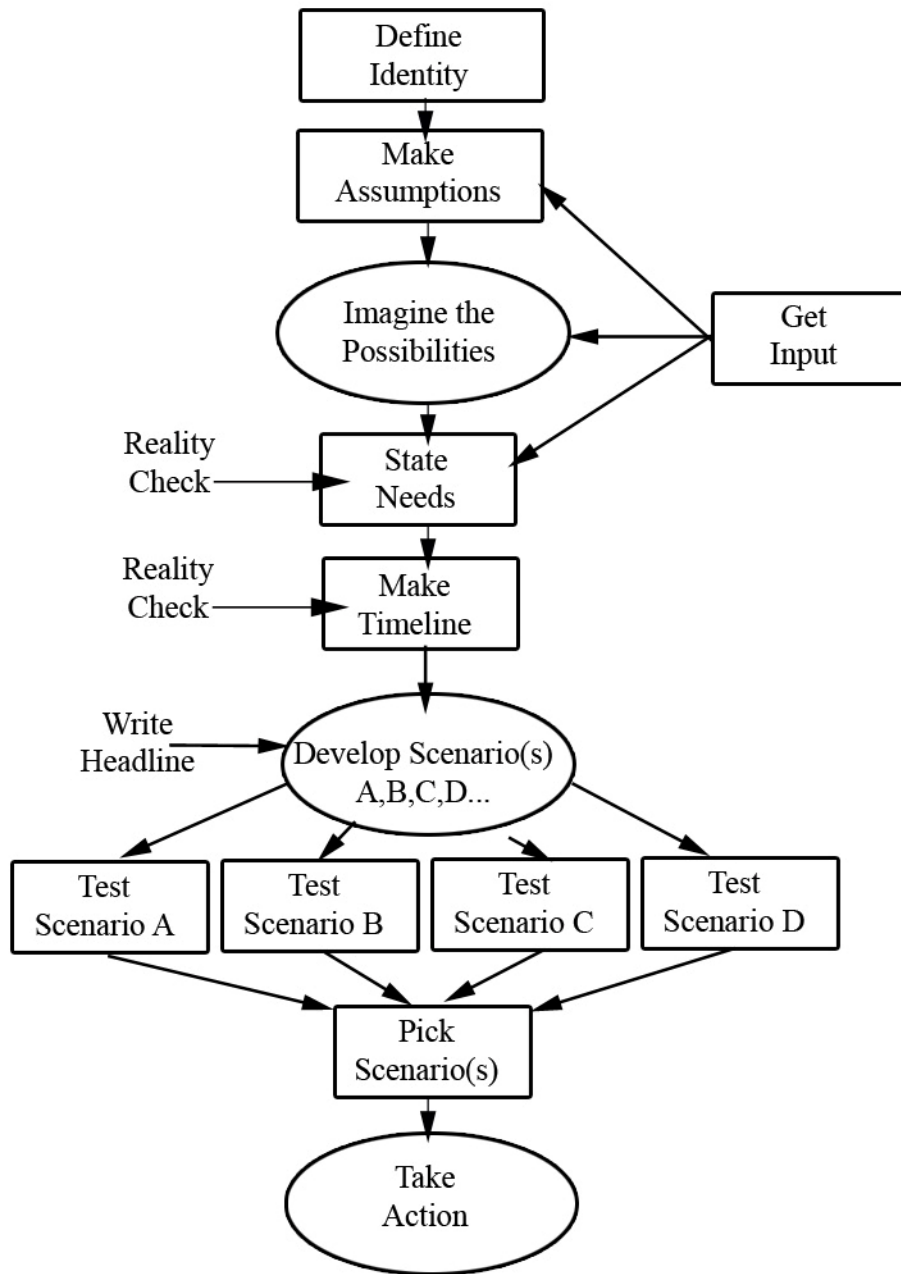 Define
Identity
Make
Assumptions
Imagine the
Possibilities
Get
Input
Reality
Check
State
Needs
Reality
Check
Make
Timeline
Write
Headline
Develop Scenario(s)
A,B,C,D...
Test
Scenario A
Test
Scenario B
Test
Scenario C
Test
Scenario D
Pick
Scenario(s)
Take
Action